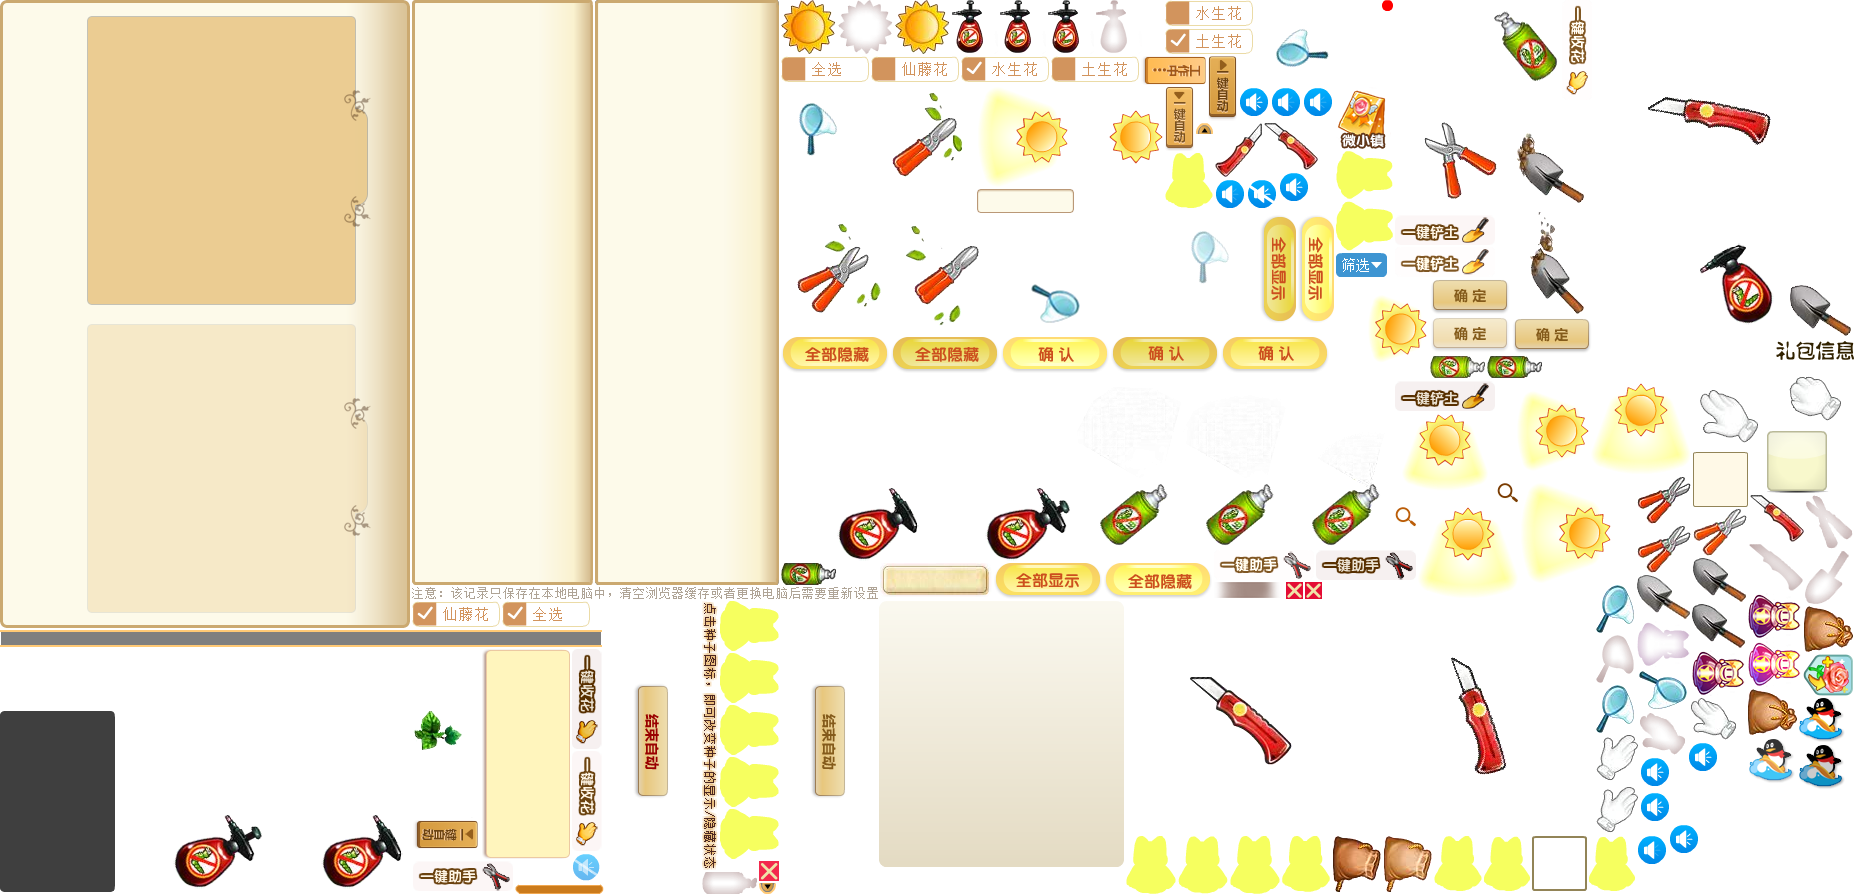 水生花
土生花
全选
仙藤花
水生花
土生花
工作中...
一键自动
一键自动
一键收花
微小镇
全部显示
全部显示
一键铲土
一键铲土
筛选
确 定
确 定
确 定
全部隐藏
全部隐藏
确 认
确 认
确 认
礼包信息
一键铲土
一键助手
一键助手
全部显示
全部隐藏
注意：该记录只保存在本地电脑中，清空浏览器缓存或者更换电脑后需要重新设置
仙藤花
全选
点击种子图标，即可改变种子的显示/隐藏状态
一键收花
结束自动
结束自动
一键收花
一键自动
一键助手